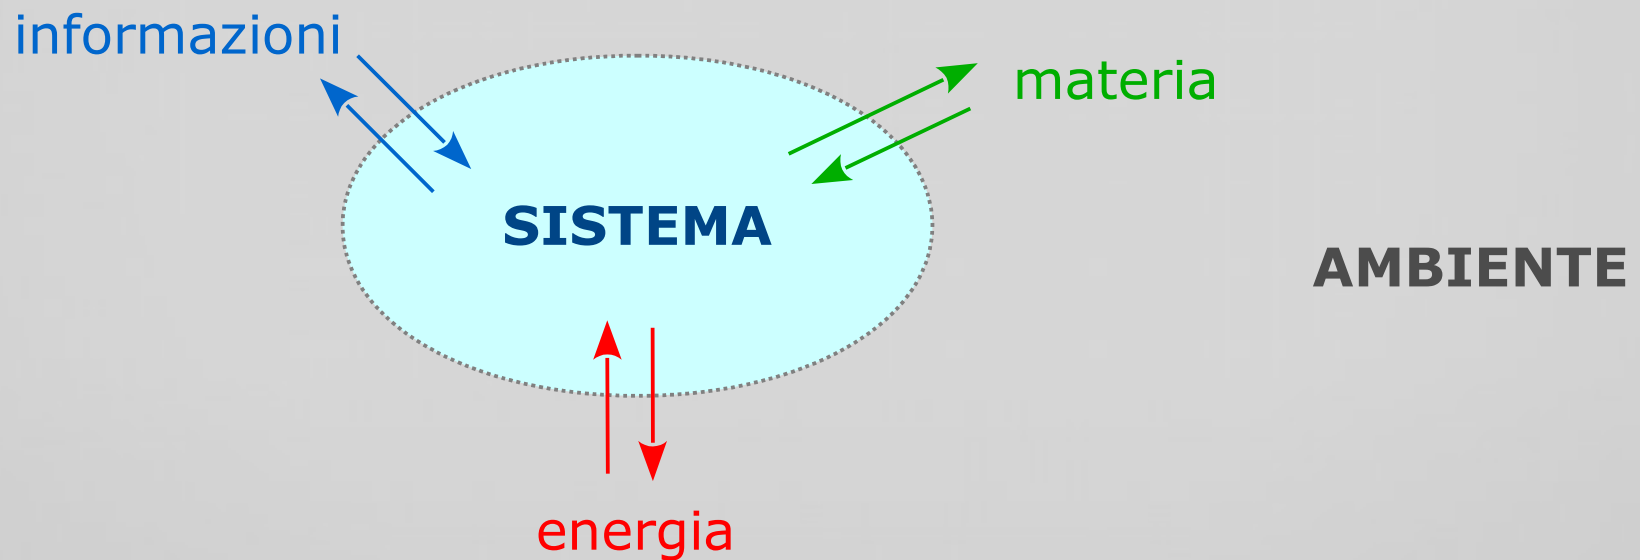 informazioni
materia
SISTEMA
AMBIENTE
energia